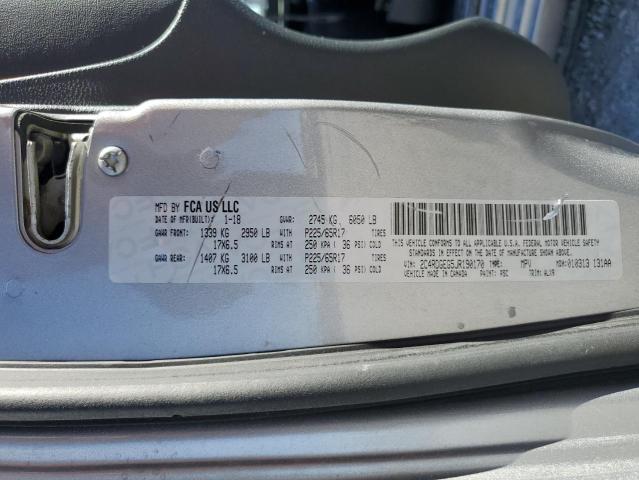 MFD BY FCA US LLC
DATE OF MFR(BUILT): 1-18 GVWR: 2745 KG, 6050 LB
GAWR FRONT: 1339 KG 2950 LB WITH P225/65R17 TIRES
17X6.5 RIMS AT 250 KPA ( 36 PSI) COLD
GAWR REAR: 1407 KG 3100 LB WITH P225/65R17 TIRES
17X6.5 RIMS AT 250 KPA ( 36 PSI) COLD
THIS VEHICLE CONFORMS TO ALL APPLICABLE U.S.A. FEDERAL MOTOR VEHICLE SAFETY
STANDARDS IN EFFECT ON THE DATE OF MANUFACTURE SHOWN ABOVE.
VIN: 2C4RDGEG5JR190170 TYPE: MPV MDH: 010313 131AA
VEHICLE MADE IN CANADA PAINT: PSC TRIM: ALX9